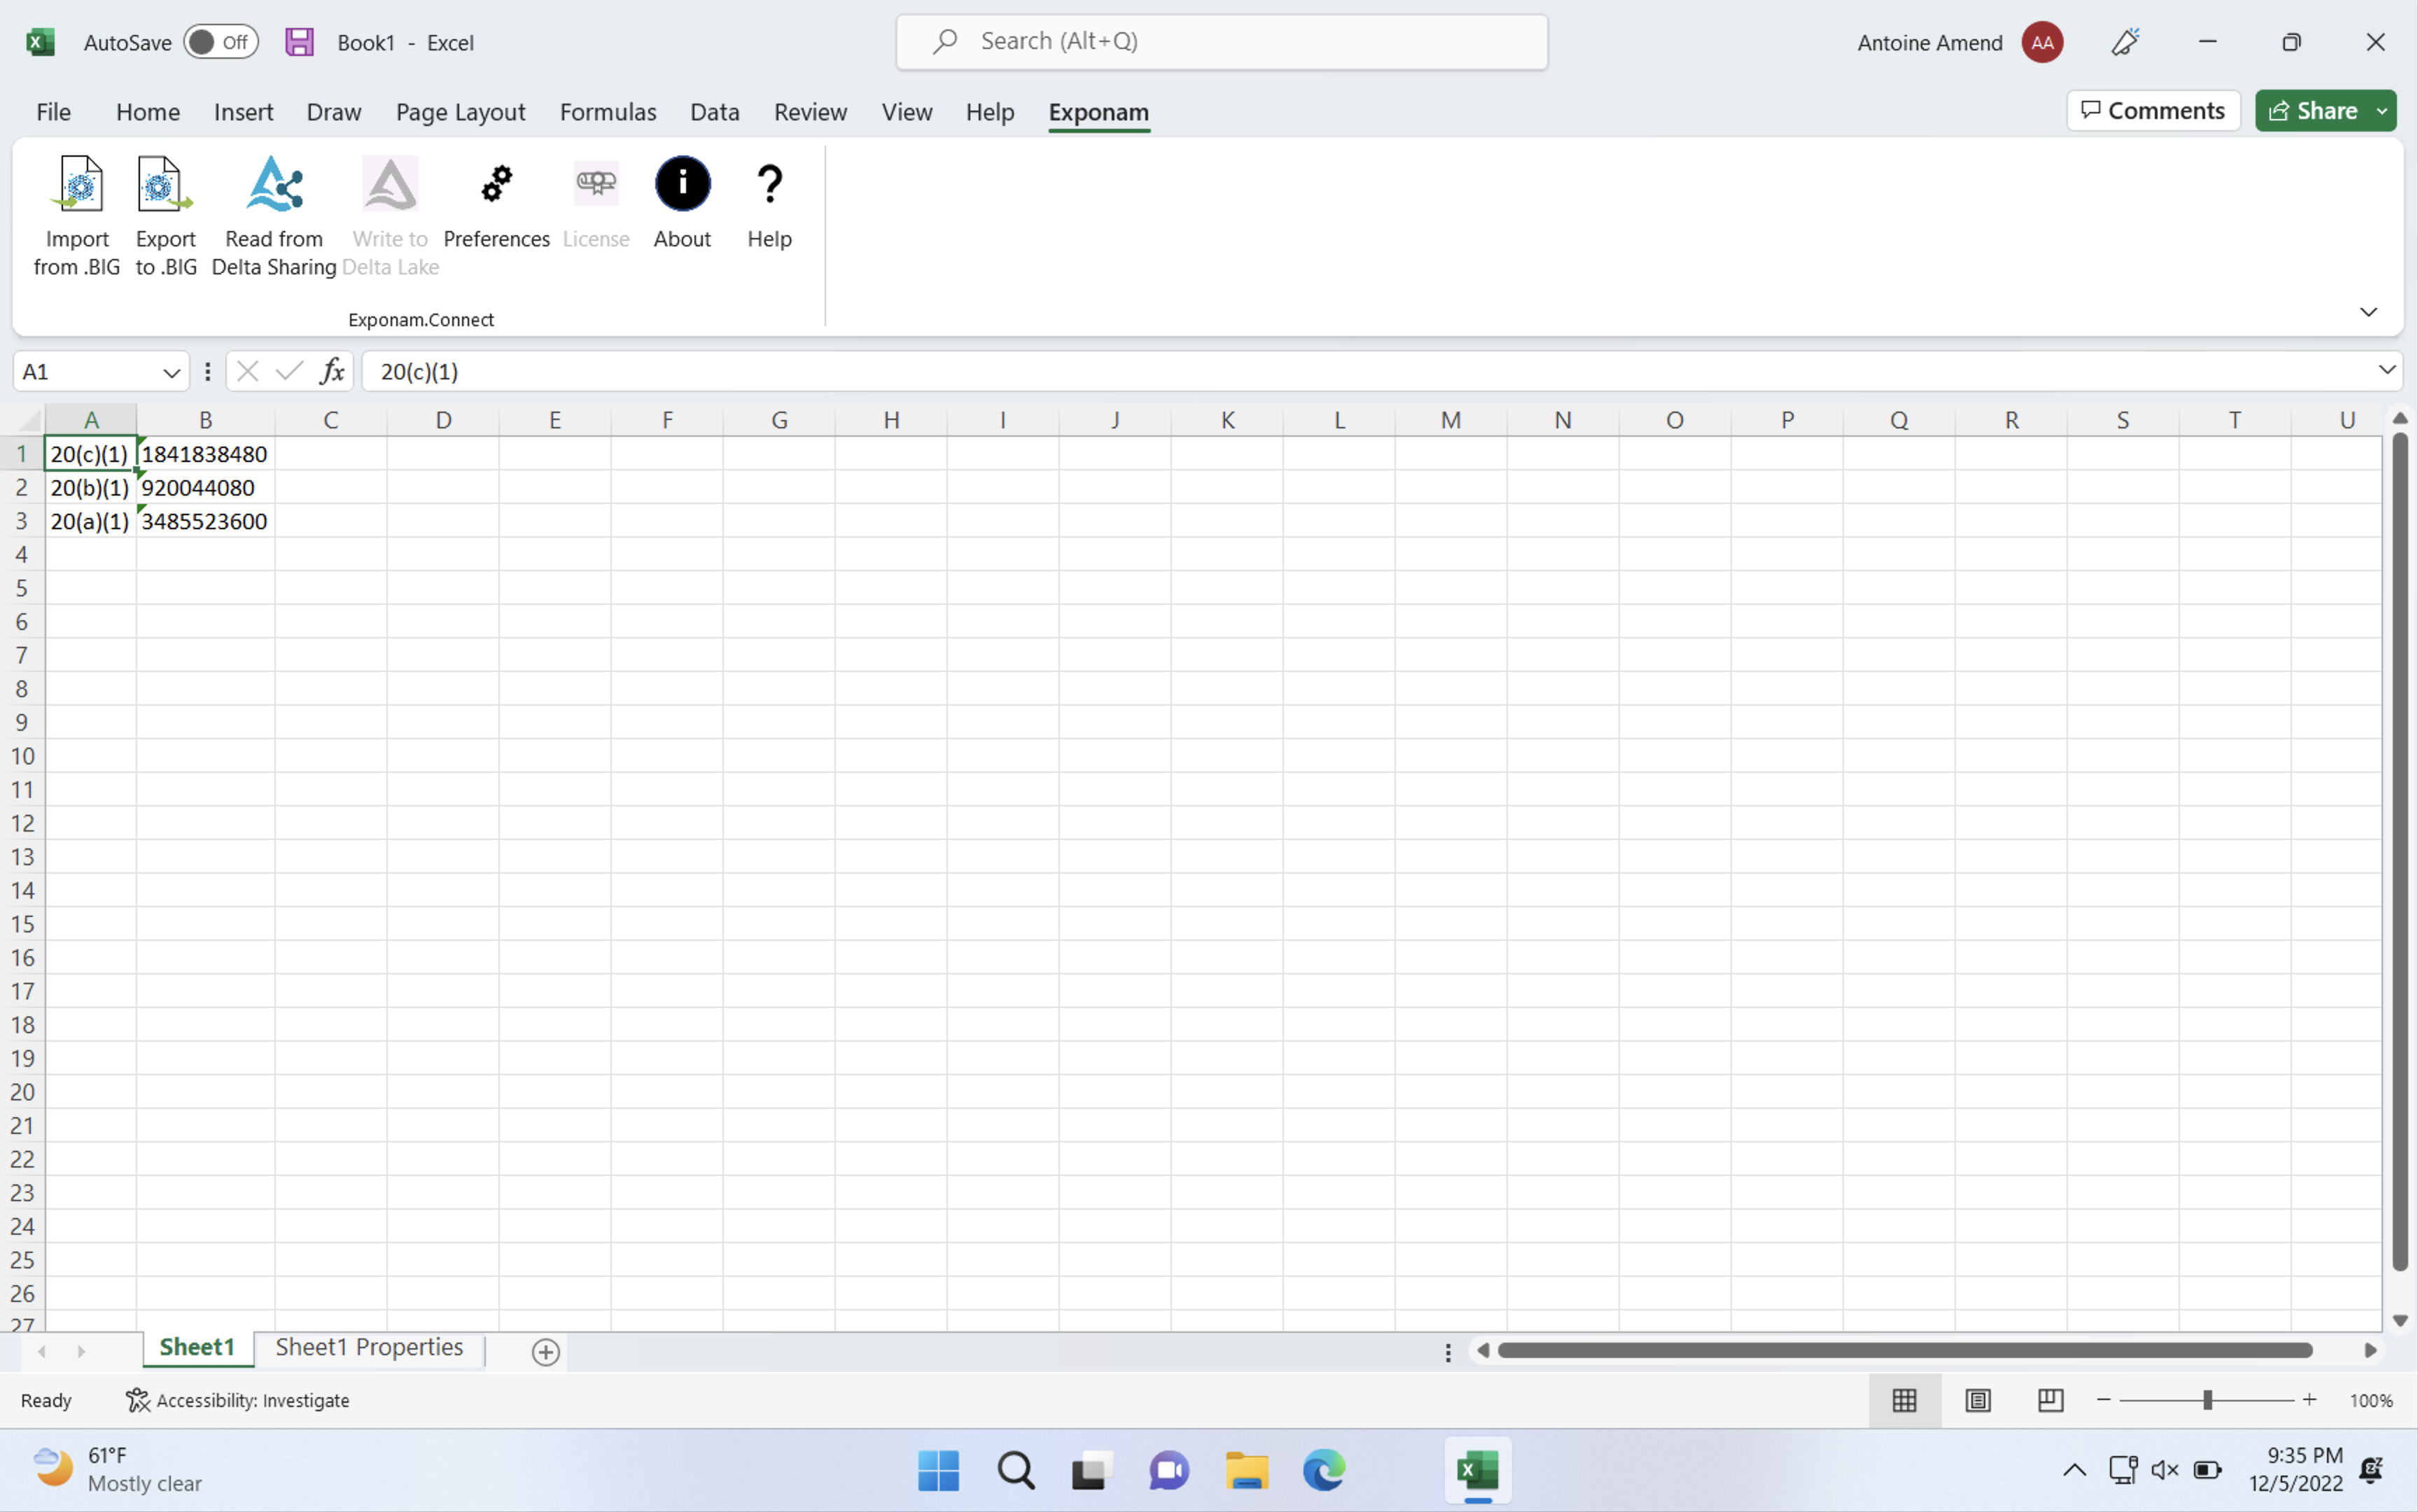 AutoSave Off Book1 - Excel Search (Alt+Q) Antoine Amend AA
File Home Insert Draw Page Layout Formulas Data Review View Help Exponam Comments Share
Import from .BIG
Export to .BIG
Read from Delta Sharing
Write to Delta Lake
Preferences
License
About
Help
Exponam.Connect
A1 fx 20(c)(1)
A B C D E F G H I J K L M N O P Q R S T U
1 20(c)(1) 1841838480
2 20(b)(1) 920044080
3 20(a)(1) 3485523600
4
5
6
7
8
9
10
11
12
13
14
15
16
17
18
19
20
21
22
23
24
25
26
27
Sheet1 Sheet1 Properties
Ready Accessibility: Investigate 100%
61°F
Mostly clear
9:35 PM
12/5/2022